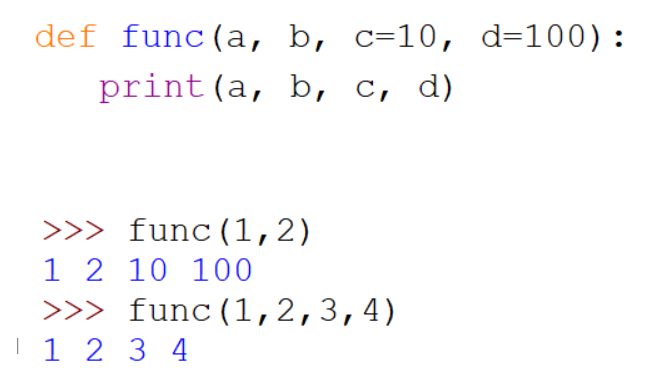 def func(a, b, c=10, d=100):
   print(a, b, c, d)
>>> func(1,2)
1 2 10 100
>>> func(1,2,3,4)
1 2 3 4